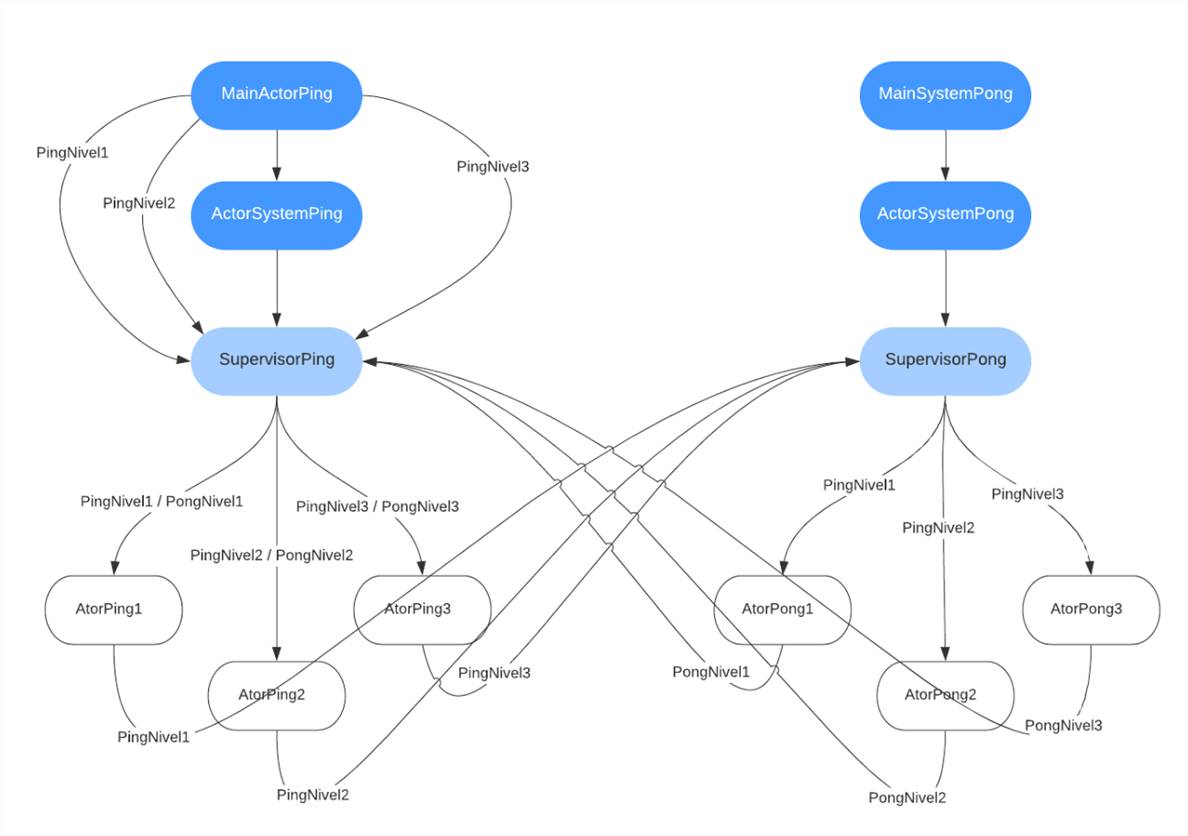 MainActorPing
MainSystemPong
PingNivel1
PingNivel3
PingNivel2
ActorSystemPing
ActorSystemPong
SupervisorPing
SupervisorPong
PingNivel1
PingNivel3
PingNivel1 / PongNivel1
PingNivel3 / PongNivel3
PingNivel2
PingNivel2 / PongNivel2
AtorPing1
AtorPing3
AtorPong1
AtorPong3
PingNivel3
PongNivel1
AtorPing2
AtorPong2
PongNivel3
PingNivel1
PingNivel2
PongNivel2